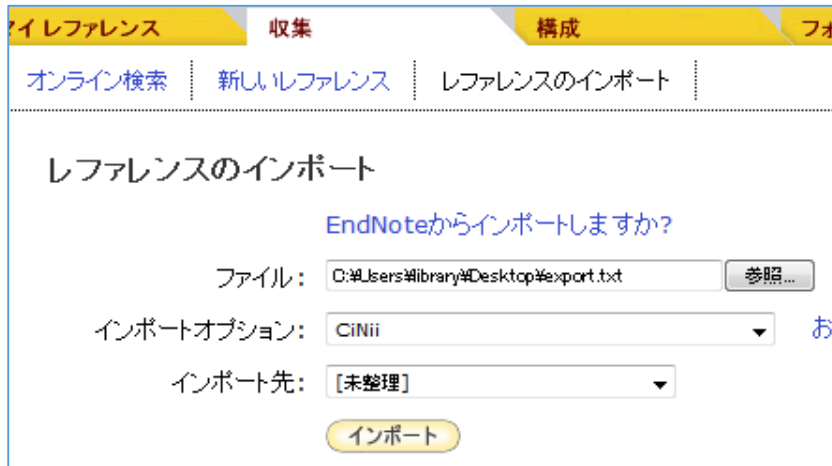 マイ レファレンス 収集 構成 フォ
オンライン検索 新しいレファレンス レファレンスのインポート
レファレンスのインポート
EndNoteからインポートしますか?
ファイル: C:¥Users¥library¥Desktop¥export.txt 参照...
インポートオプション: CiNii お
インポート先: [未整理]
インポート